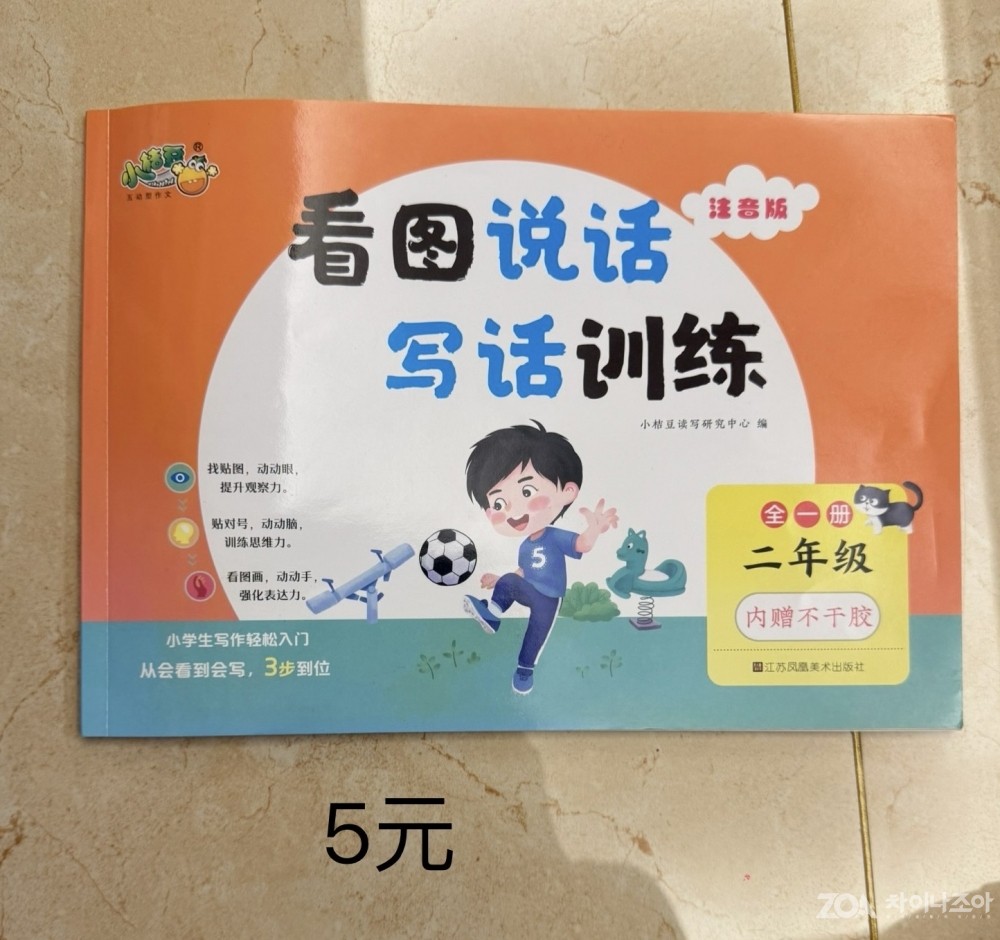 小桔豆®
互动型作文
看图说话
注音版
写话训练
小桔豆读写研究中心 编
找贴图,动动眼,
提升观察力。
贴对号,动动脑,
训练思维力。
看图画,动动手,
强化表达力。
5
全一册
二年级
内赠不干胶
江苏凤凰美术出版社
小学生写作轻松入门
从会看到会写,3步到位
5元
차이나조아